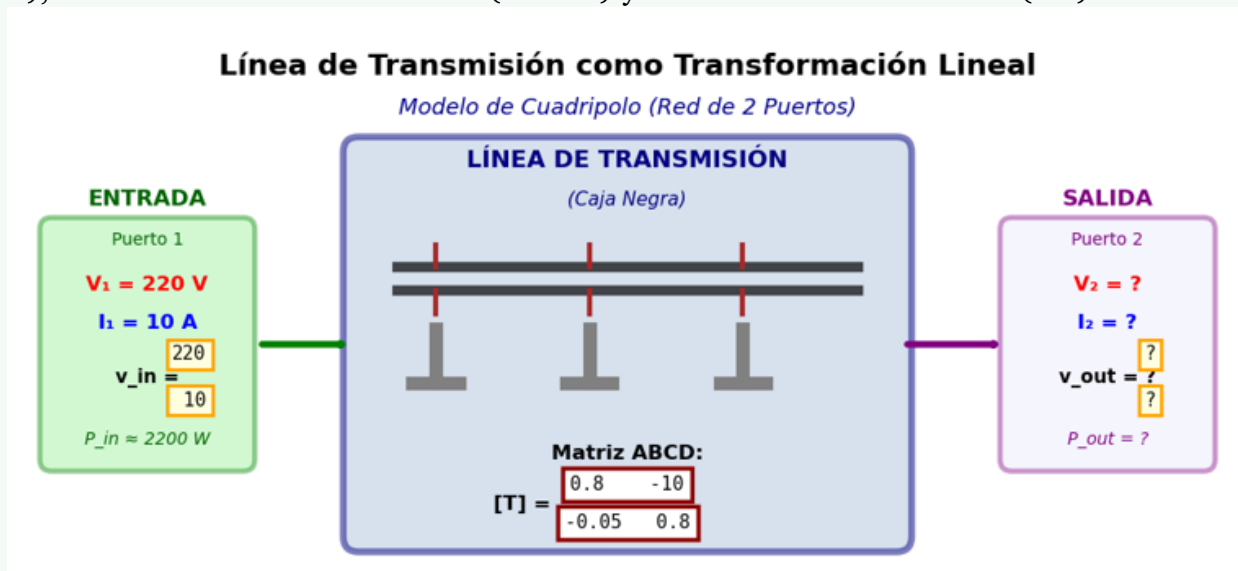 Línea de Transmisión como Transformación Lineal
Modelo de Cuadripolo (Red de 2 Puertos)
LÍNEA DE TRANSMISIÓN
(Caja Negra)
ENTRADA
Puerto 1
V₁ = 220 V
I₁ = 10 A
220
v_in =
10
P_in ≈ 2200 W
Matriz ABCD:
0.8 -10
[T] =
-0.05 0.8
SALIDA
Puerto 2
V₂ = ?
I₂ = ?
?
v_out = ?
?
P_out = ?